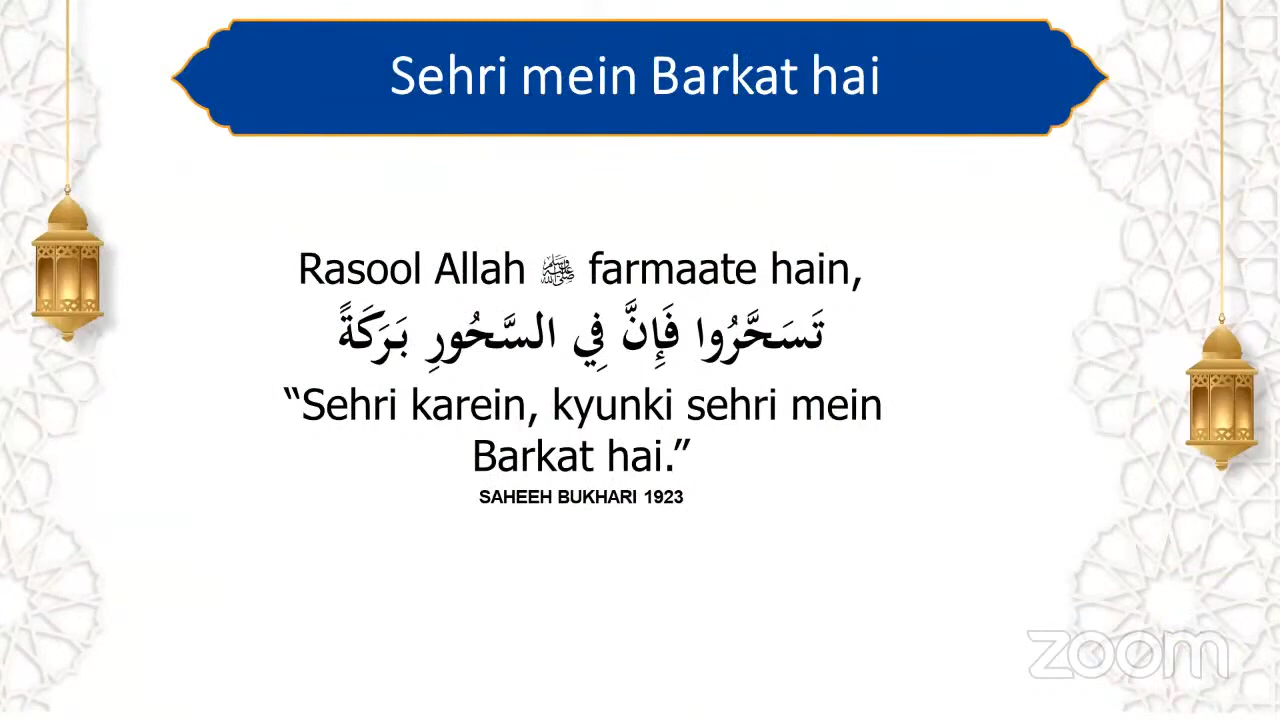 Sehri mein Barkat hai
Rasool Allah ﷺ farmaate hain,
تَسَحَّرُوا فَإِنَّ فِي السَّحُورِ بَرَكَةً
“Sehri karein, kyunki sehri mein
Barkat hai.”
SAHEEH BUKHARI 1923
zoom